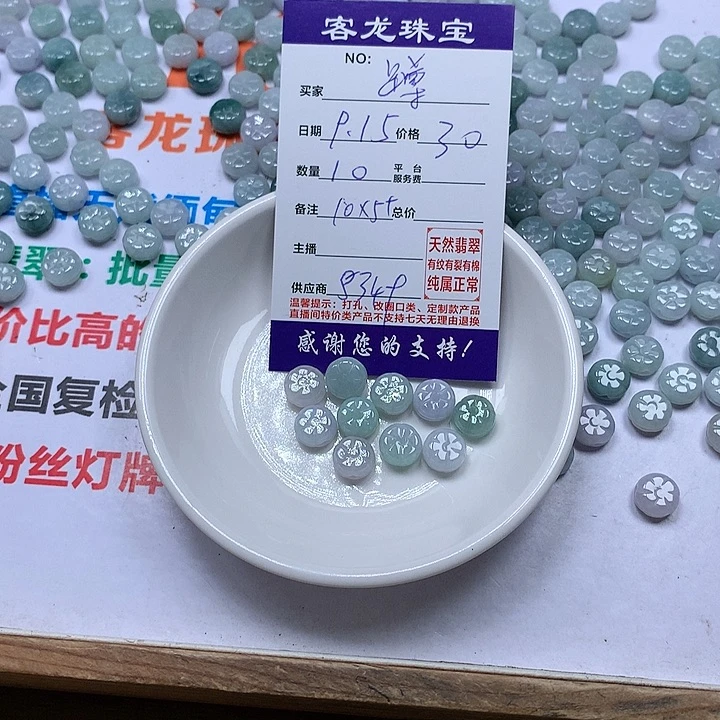 客龙珠宝
NO:
买家
日期 9.15 价格 30
数量 10 平台服务费
备注 10×5+ 总价
主播
天然翡翠
有纹有裂有棉
纯属正常
供应商 8349
温馨提示：打孔、改圈口类、定制款产品
直播间特价类产品不支持七天无理由退换
感谢您的支持！
客龙珠
翡翠：批量
价比高的
全国复检
粉丝灯牌